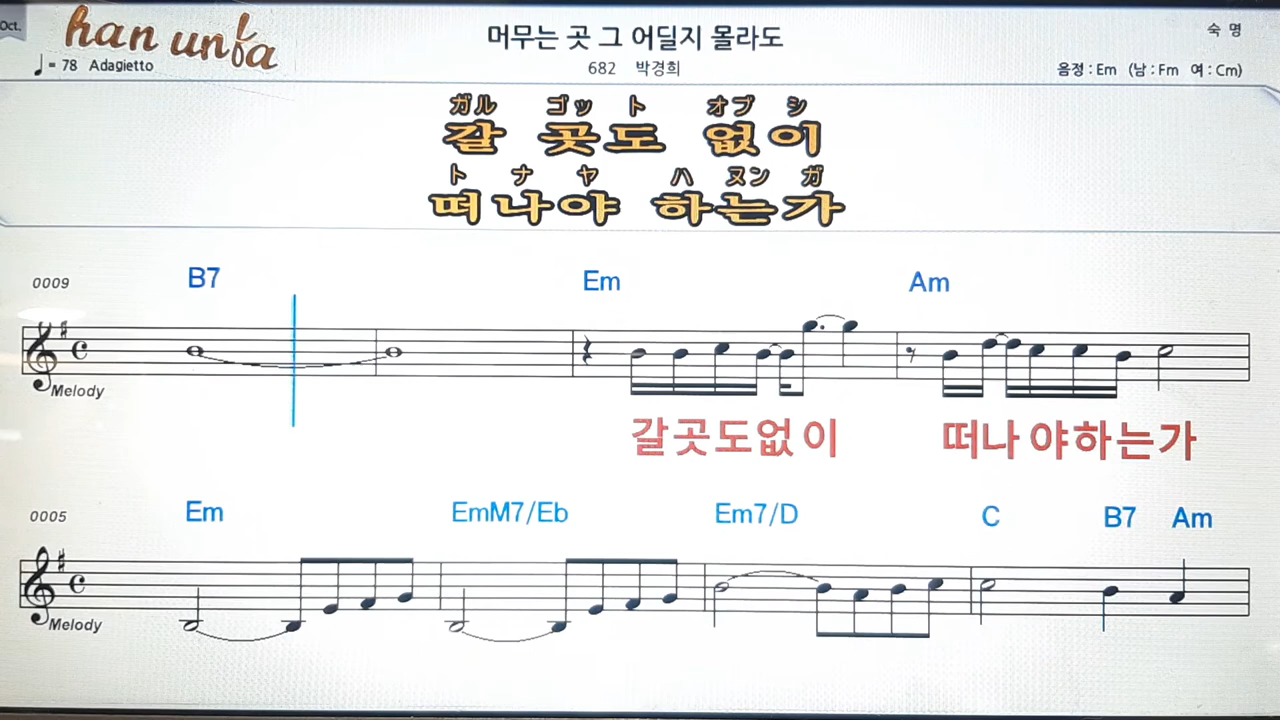 Oct.
han unfa
머무는 곳 그 어딜지 몰라도
숙 명
♩= 78 Adagietto
682 박경희
음정 : Em (남 : Fm 여 : Cm)
ガル ゴッ ト オプ シ
갈 곳도 없이
ト ナ ヤ ハ ヌン ガ
떠나야 하는가
0009 B7 Em Am
Melody
갈곳도없이 떠나야하는가
0005 Em EmM7/Eb Em7/D C B7 Am
Melody